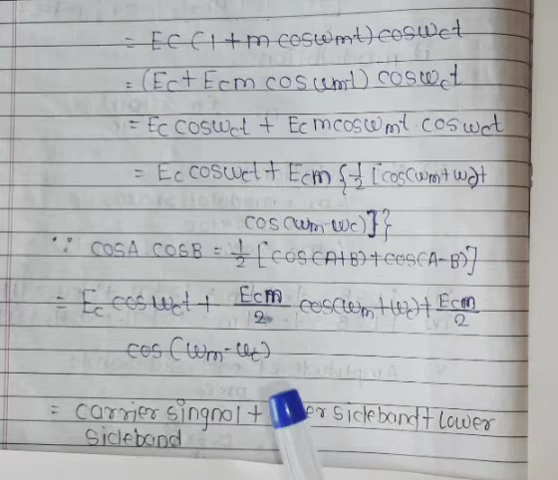 = Ec (1 + m cosωmt) cosωct
= (Ec + Ecm cos ωmt) cosωct
= Ec cosωct + Ecmcosωmt cosωct
= Ec cosωct + Ecm { 1/2 [cos(ωm+ωc)+
cos(ωm-ωc)]}
∵ cosA cosB = 1/2 [cos(A+B)+cos(A-B)]
= Ec cosωct + Ecm/2 cos(ωm+ωc)+ Ecm/2
cos(ωm-ωc)
= carrier singnal + er sideband + Lower
sideband